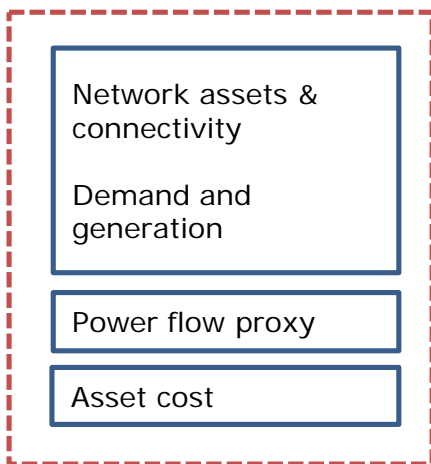 Network assets &
connectivity
Demand and
generation
Power flow proxy
Asset cost